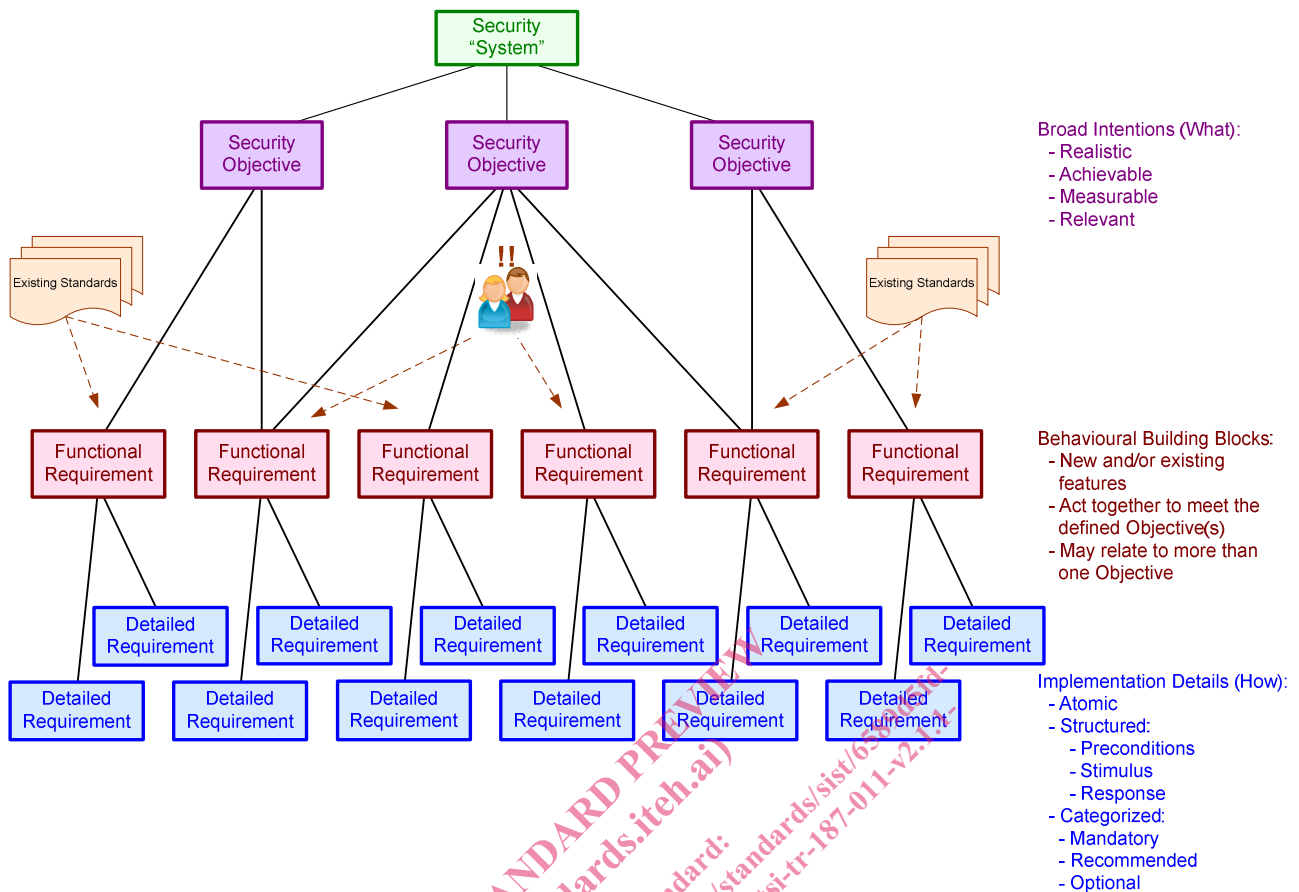 Security
“System”
Security
Objective
Security
Objective
Security
Objective
Broad Intentions (What):
- Realistic
- Achievable
- Measurable
- Relevant
!!
Existing Standards
Existing Standards
Functional
Requirement
Functional
Requirement
Functional
Requirement
Functional
Requirement
Functional
Requirement
Functional
Requirement
Behavioural Building Blocks:
- New and/or existing
features
- Act together to meet the
defined Objective(s)
- May relate to more than
one Objective
Detailed
Requirement
Detailed
Requirement
Detailed
Requirement
Detailed
Requirement
Detailed
Requirement
Detailed
Requirement
Detailed
Requirement
Detailed
Requirement
Detailed
Requirement
Detailed
Requirement
Detailed
Requirement
Detailed
Requirement
Implementation Details (How):
- Atomic
- Structured:
- Preconditions
- Stimulus
- Response
- Categorized:
- Mandatory
- Recommended
- Optional
PREVIEW